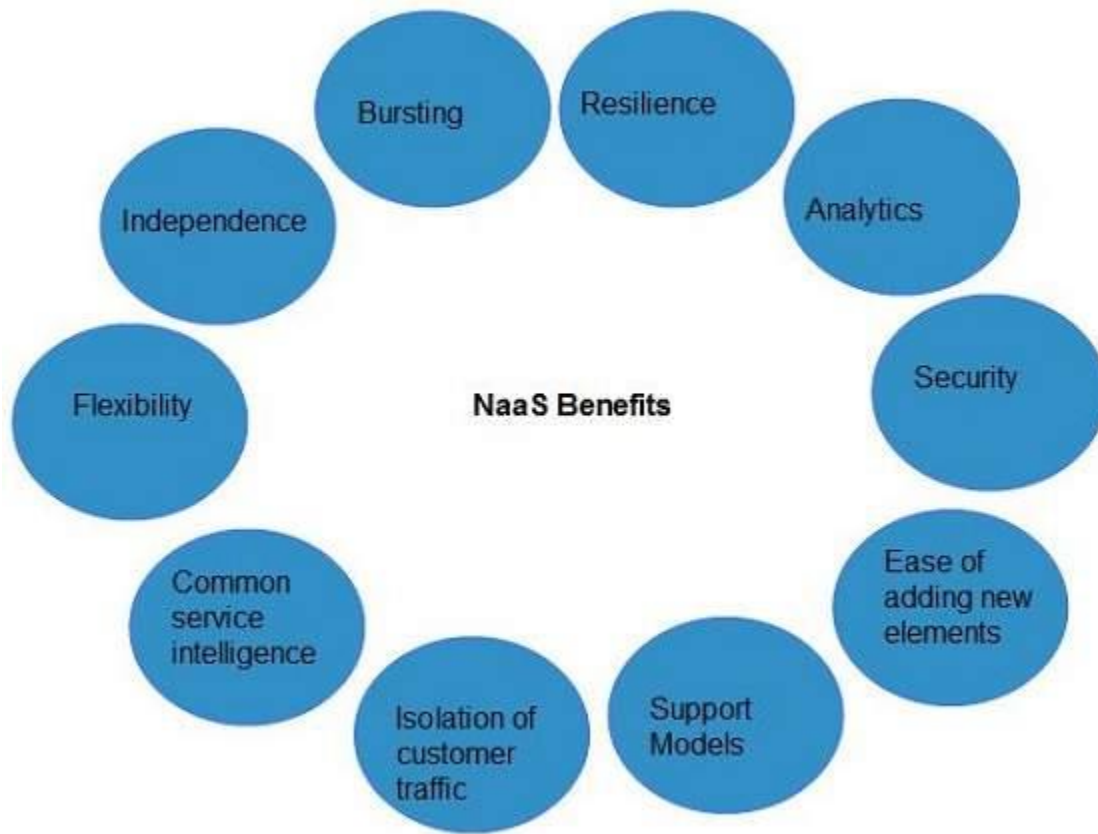 Bursting
Resilience
Independence
Analytics
Flexibility
NaaS Benefits
Security
Common
service
intelligence
Ease of
adding new
elements
Isolation of
customer
traffic
Support
Models